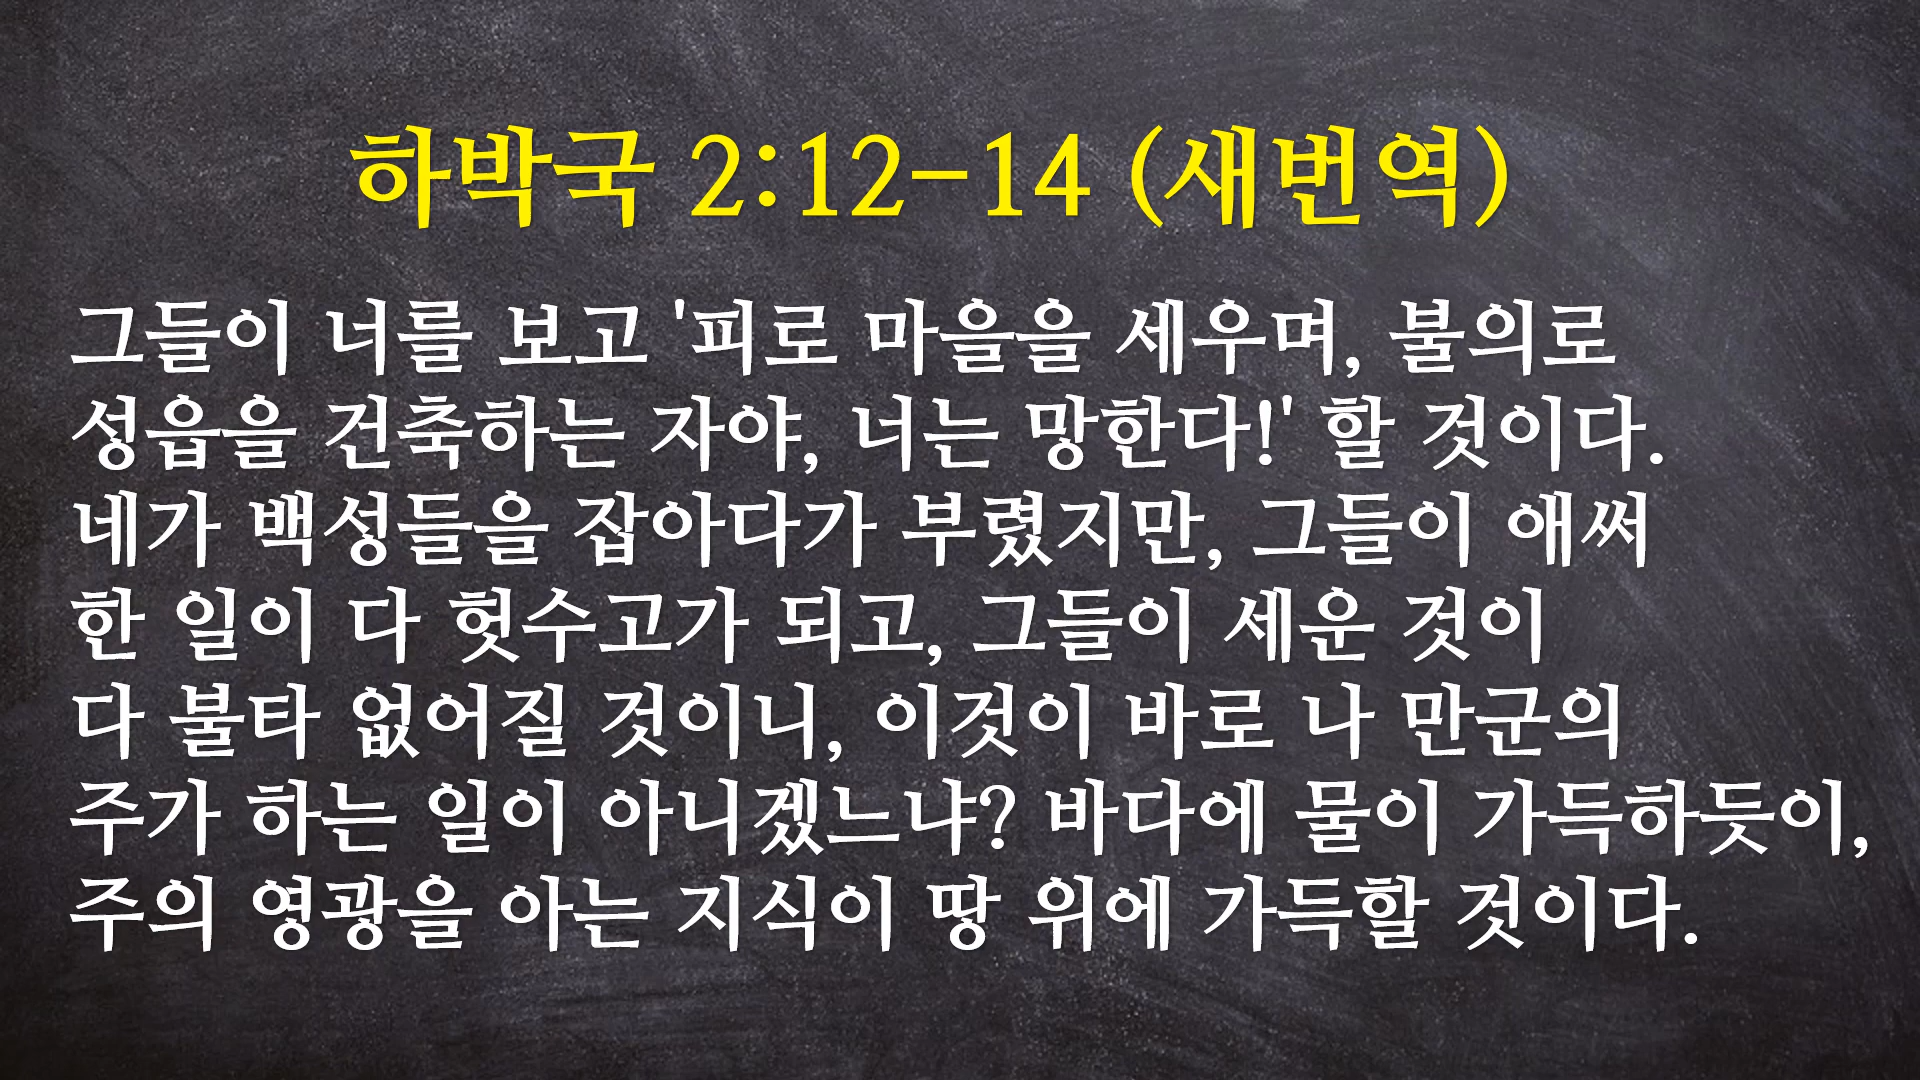 하박국 2:12-14 (새번역)
그들이 너를 보고 '피로 마을을 세우며, 불의로
성읍을 건축하는 자야, 너는 망한다!' 할 것이다.
네가 백성들을 잡아다가 부렸지만, 그들이 애써
한 일이 다 헛수고가 되고, 그들이 세운 것이
다 불타 없어질 것이니, 이것이 바로 나 만군의
주가 하는 일이 아니겠느냐? 바다에 물이 가득하듯이,
주의 영광을 아는 지식이 땅 위에 가득할 것이다.